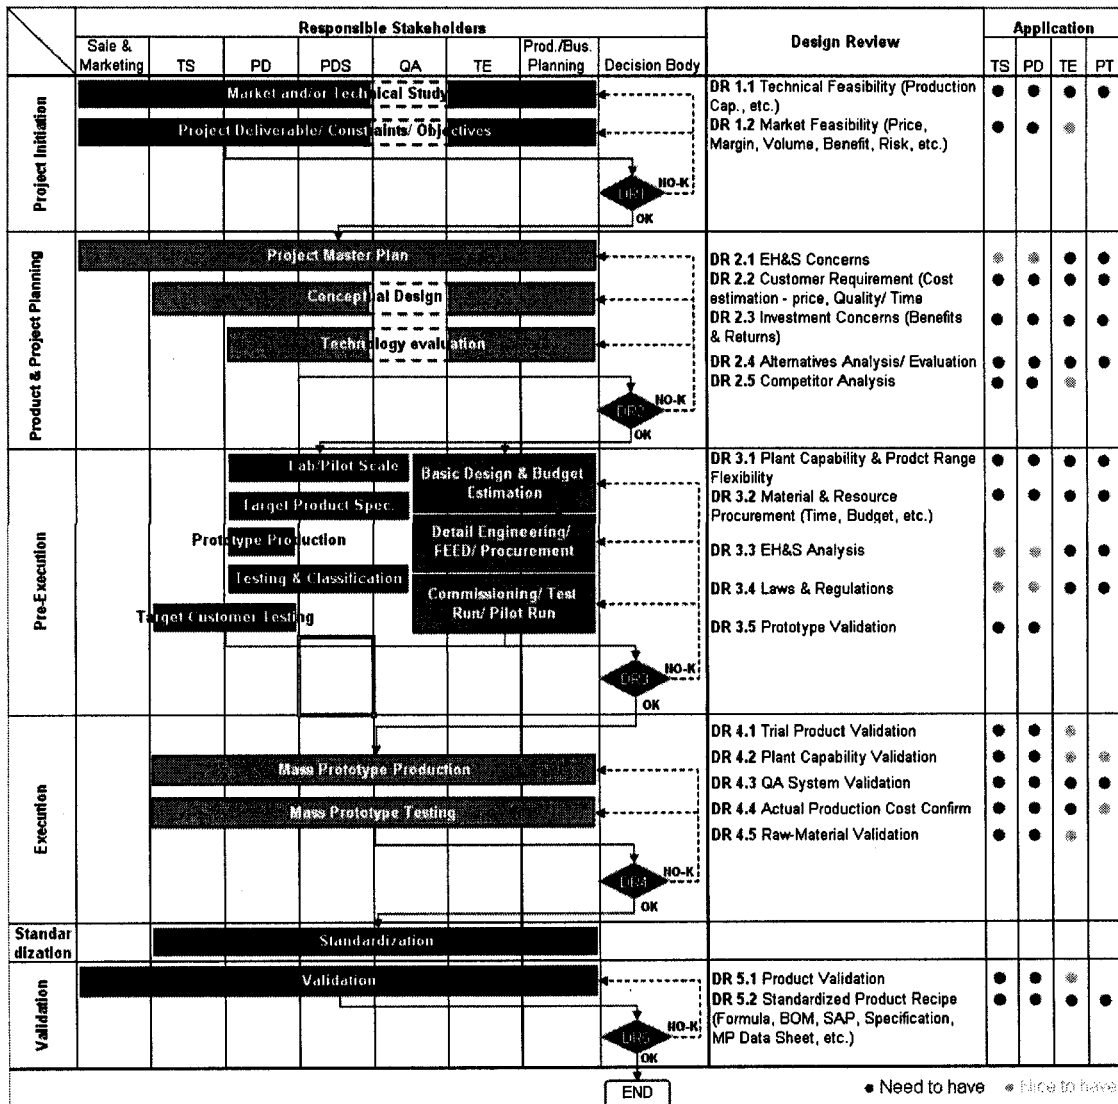 Responsible Stakeholders
Design Review
Application
Sale &
Marketing
TS
PD
PDS
QA
TE
Prod./Bus.
Planning
Decision Body
TS
PD
TE
PT
Project Initiation
Market and/or Technical Study
Project Deliverable/ Constraints/ Objectives
DR1
NO-K
OK
DR 1.1 Technical Feasibility (Production
Cap., etc.)
DR 1.2 Market Feasibility (Price,
Margin, Volume, Benefit, Risk, etc.)
Product & Project Planning
Project Master Plan
Conceptual Design
Technology evaluation
DR2
NO-K
OK
DR 2.1 EH&S Concerns
DR 2.2 Customer Requirement (Cost
estimation - price, Quality/ Time
DR 2.3 Investment Concerns (Benefits
& Returns)
DR 2.4 Alternatives Analysis/ Evaluation
DR 2.5 Competitor Analysis
Pre-Execution
Lab/Pilot Scale
Target Product Spec.
Prototype Production
Testing & Classification
Target Customer Testing
Basic Design & Budget
Estimation
Detail Engineering/
FEED/ Procurement
Commissioning/ Test
Run/ Pilot Run
DR3
NO-K
OK
DR 3.1 Plant Capability & Prodct Range
Flexibility
DR 3.2 Material & Resource
Procurement (Time, Budget, etc.)
DR 3.3 EH&S Analysis
DR 3.4 Laws & Regulations
DR 3.5 Prototype Validation
Execution
Mass Prototype Production
Mass Prototype Testing
DR4
NO-K
OK
DR 4.1 Trial Product Validation
DR 4.2 Plant Capability Validation
DR 4.3 QA System Validation
DR 4.4 Actual Production Cost Confirm
DR 4.5 Raw-Material Validation
Standar
dization
Standardization
Validation
Validation
DR5
NO-K
OK
END
DR 5.1 Product Validation
DR 5.2 Standardized Product Recipe
(Formula, BOM, SAP, Specification,
MP Data Sheet, etc.)
Need to have
Nice to have